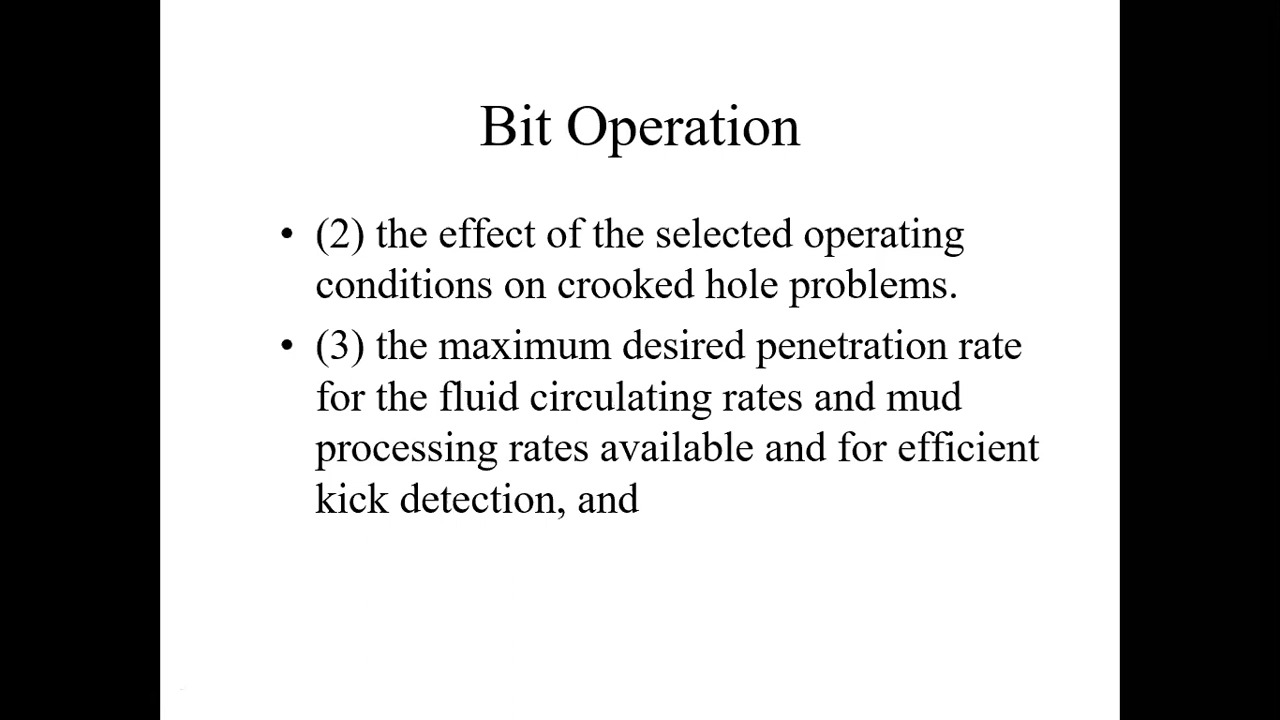 Bit Operation
• (2) the effect of the selected operating
conditions on crooked hole problems.
• (3) the maximum desired penetration rate
for the fluid circulating rates and mud
processing rates available and for efficient
kick detection, and